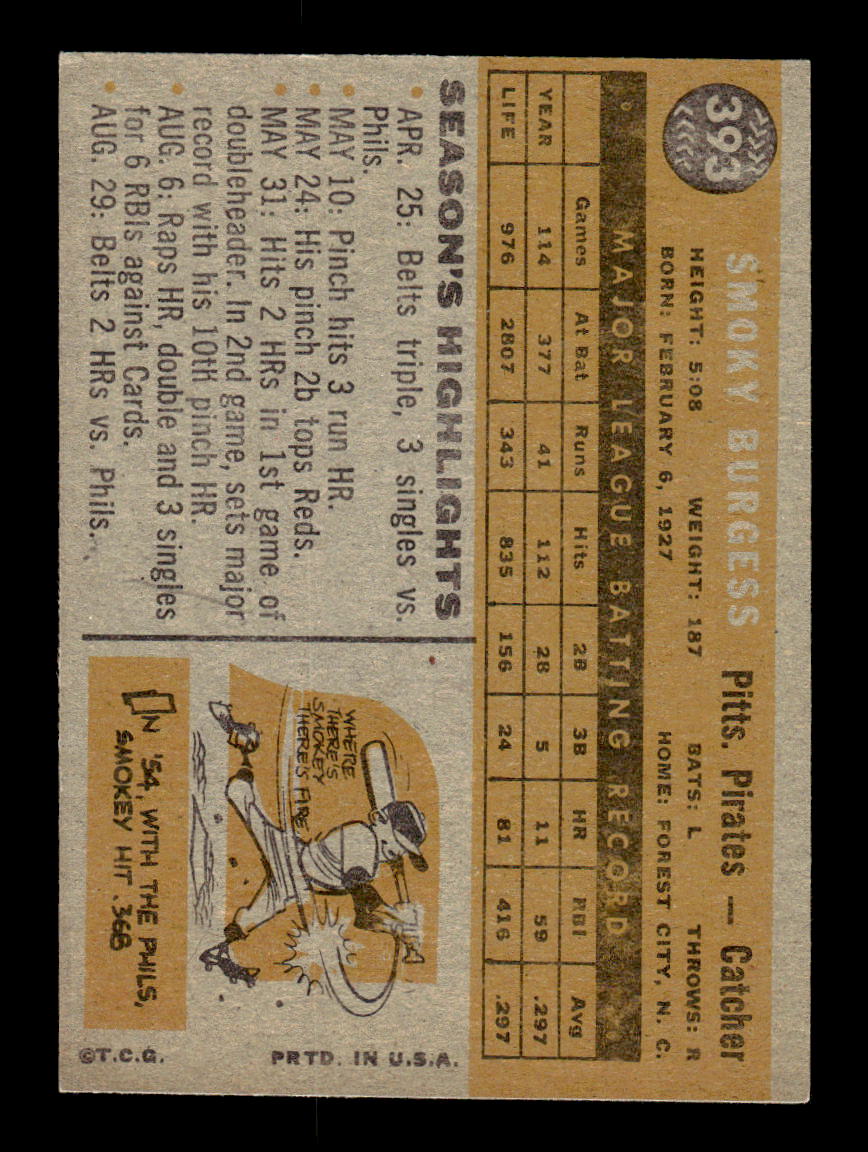 393
SMOKY BURGESS Pitts. Pirates — Catcher
HEIGHT: 5:08 WEIGHT: 187 BATS: L THROWS: R
BORN: FEBRUARY 6, 1927 HOME: FOREST CITY, N. C.
MAJOR LEAGUE BATTING RECORD
Games At Bat Runs Hits 2B 3B HR RBI Avg
YEAR 114 377 41 112 28 5 11 59 .297
LIFE 976 2807 343 835 156 24 81 416 .297
SEASON'S HIGHLIGHTS
• APR. 25: Belts triple, 3 singles vs.
Phils.
• MAY 10: Pinch hits 3 run HR.
• MAY 24: His pinch 2b tops Reds.
• MAY 31: Hits 2 HRs in 1st game of
doubleheader. In 2nd game, sets major
record with his 10th pinch HR.
• AUG. 6: Raps HR, double and 3 singles
for 6 RBIs against Cards.
• AUG. 29: Belts 2 HRs vs. Phils.
WHERE
THERE'S
SMOKEY
THERE'S FIRE
IN '54, WITH THE PHILS,
SMOKEY HIT .368
©T.C.G. PRTD. IN U.S.A.